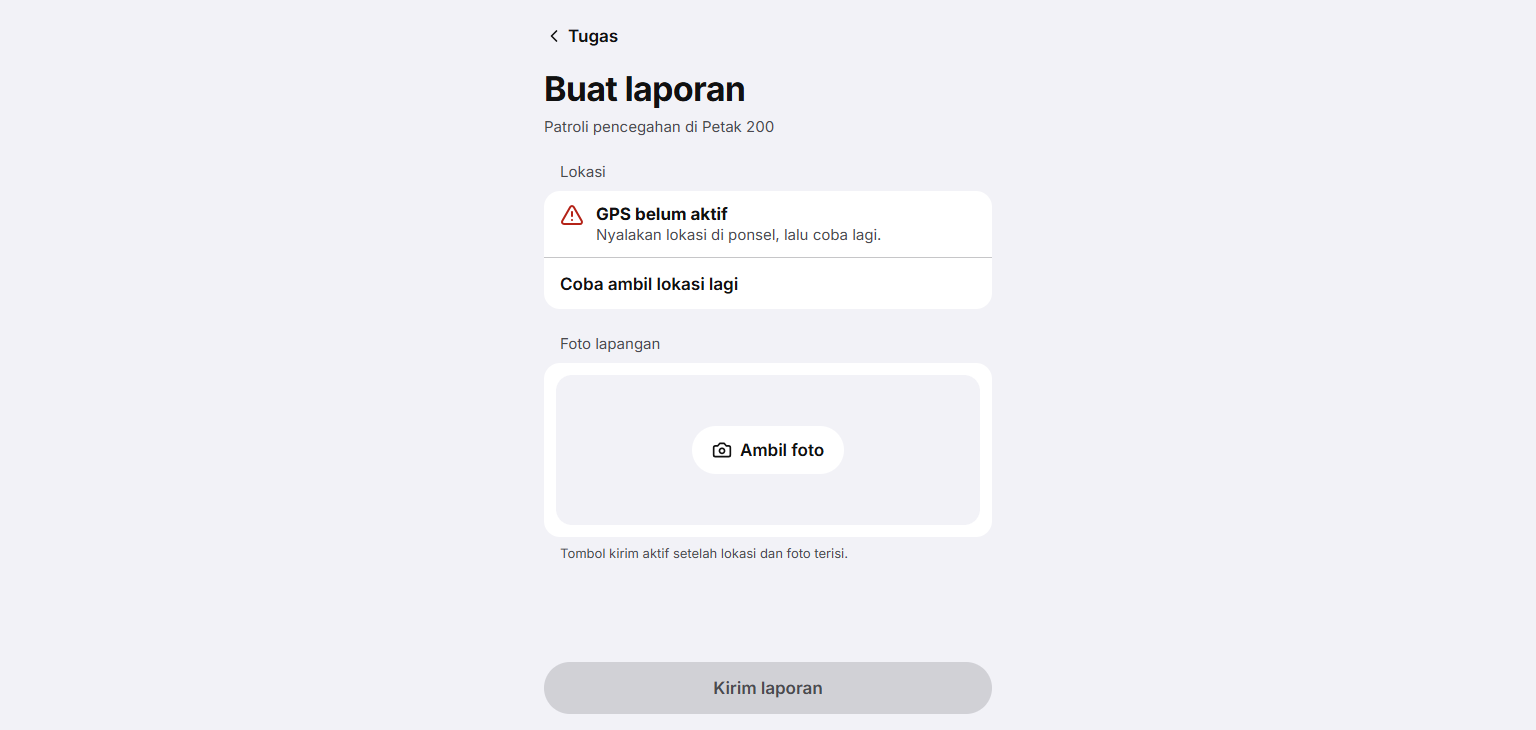 Tugas
Buat laporan
Patroli pencegahan di Petak 200
Lokasi
GPS belum aktif
Nyalakan lokasi di ponsel, lalu coba lagi.
Coba ambil lokasi lagi
Foto lapangan
Ambil foto
Tombol kirim aktif setelah lokasi dan foto terisi.
Kirim laporan